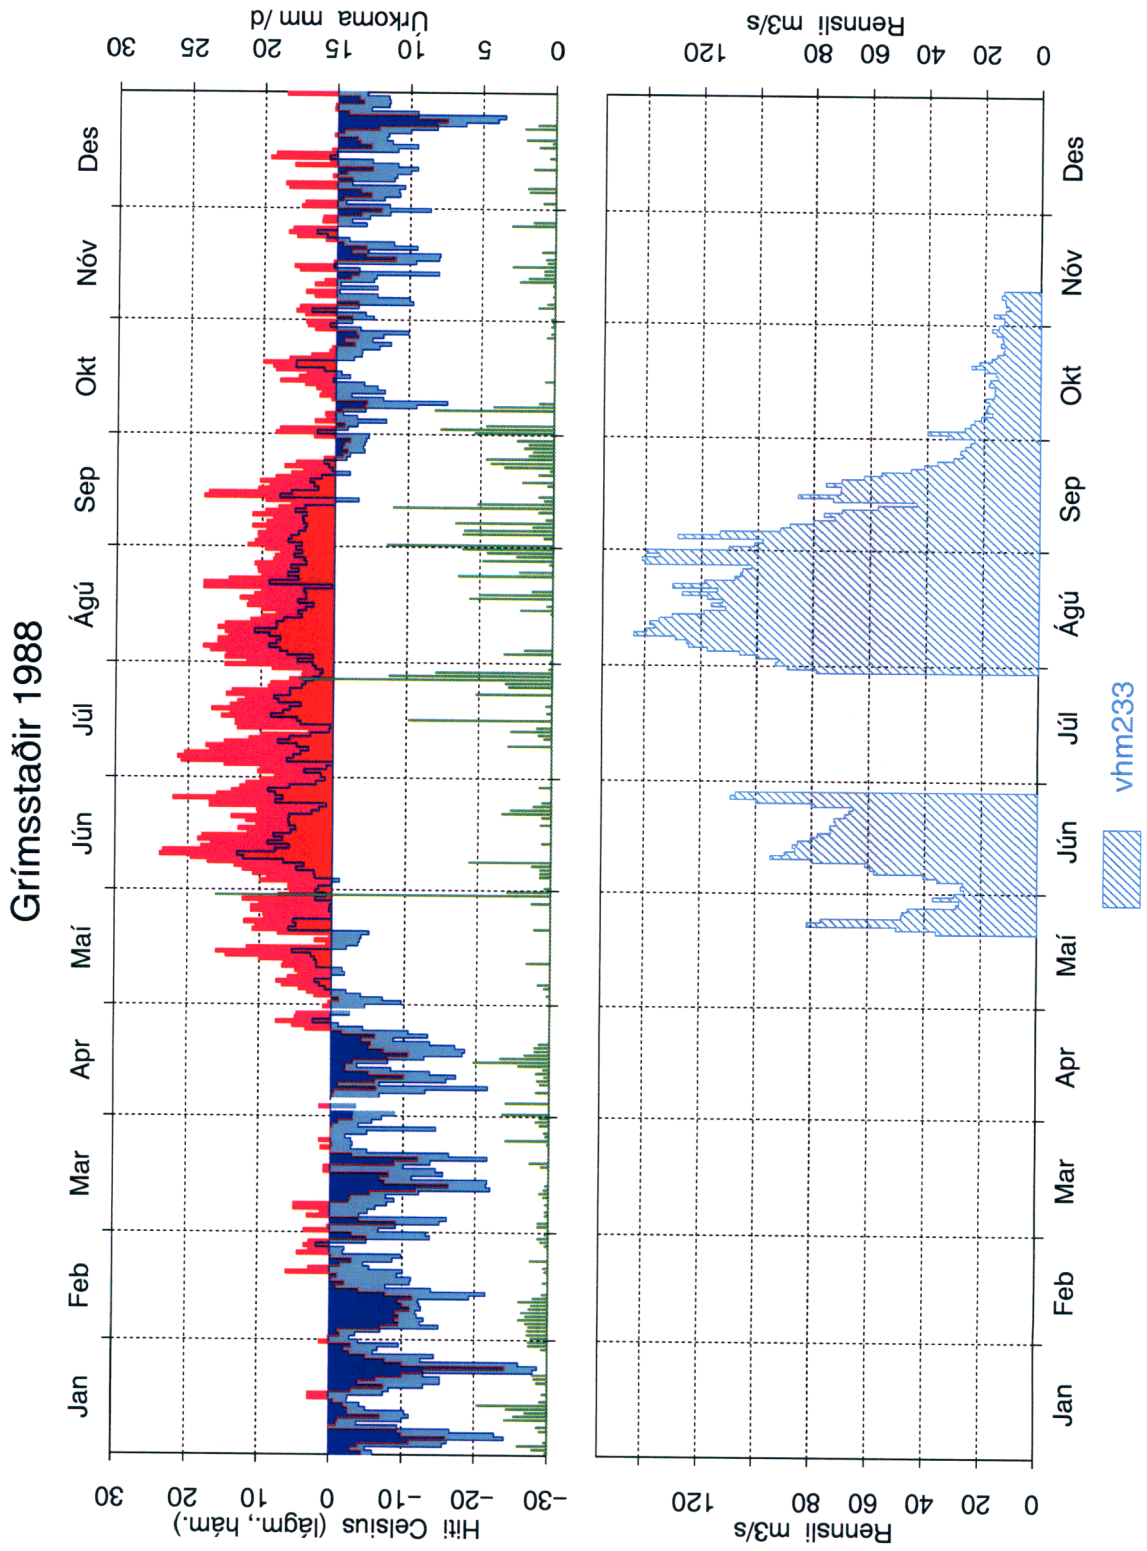 Grímsstaðir 1988
Jan Feb Mar Apr Maí Jún Júl Ágú Sep Okt Nóv Des
Hiti Celsius (lágm., hám.)
30 20 10 0 −10 −20 −30
Úrkoma mm/d
30 25 20 15 10 5 0
Rennsli m3/s
120 80 60 40 20 0
Rennsli m3/s
120 80 60 40 20 0
Jan Feb Mar Apr Maí Jún Júl Ágú Sep Okt Nóv Des
vhm233